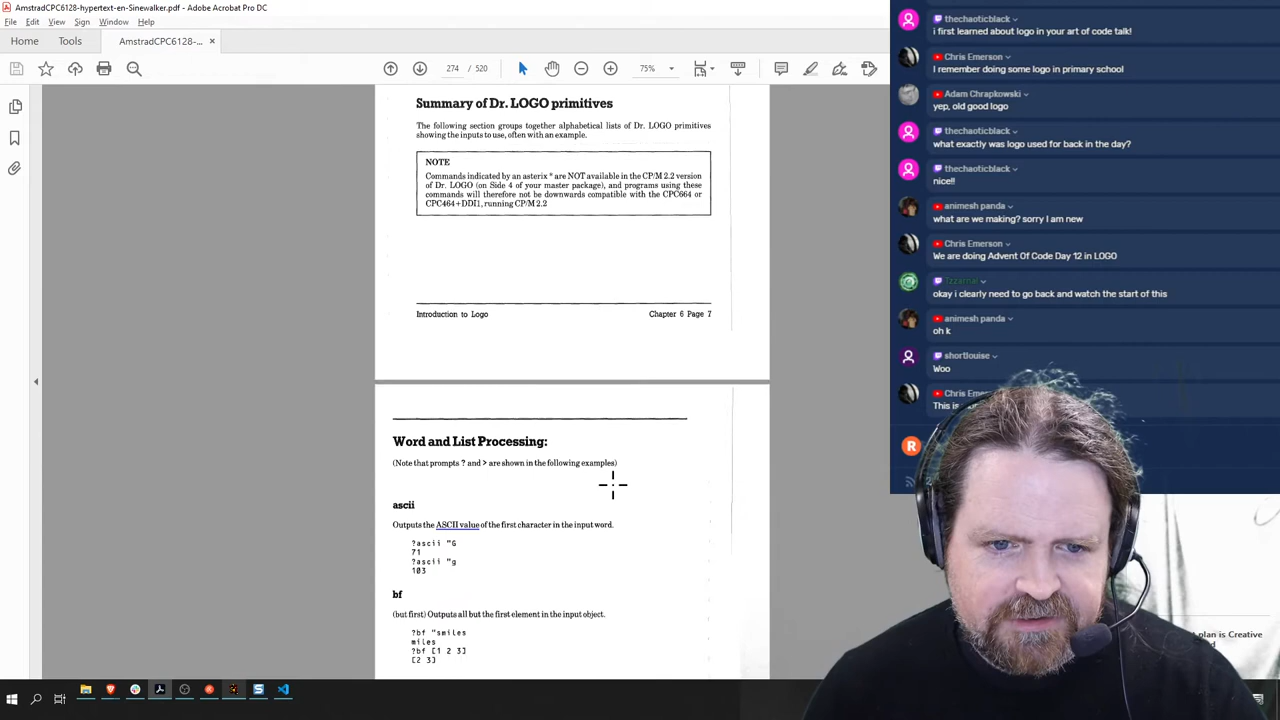 AmstradCPC6128-hypertext-en-Sinewalker.pdf - Adobe Acrobat Pro DC
File Edit View Sign Window Help
Home Tools AmstradCPC6128-... ×
274 / 520 75%
Summary of Dr. LOGO primitives
The following section groups together alphabetical lists of Dr. LOGO primitives
showing the inputs to use, often with an example.
NOTE
Commands indicated by an asterix * are NOT available in the CP/M 2.2 version
of Dr. LOGO (on Side 4 of your master package), and programs using these
commands will therefore not be downwards compatible with the CPC664 or
CPC464+DDI1, running CP/M 2.2
Introduction to Logo Chapter 6 Page 7
Word and List Processing:
(Note that prompts ? and > are shown in the following examples)
ascii
Outputs the ASCII value of the first character in the input word.
?ascii "G
71
?ascii "g
103
bf
(but first) Outputs all but the first element in the input object.
?bf "smiles
miles
?bf [1 2 3]
[2 3]
thechaoticblack
i first learned about logo in your art of code talk!
Chris Emerson
I remember doing some logo in primary school
Adam Chrapkowski
yep, old good logo
thechaoticblack
what exactly was logo used for back in the day?
thechaoticblack
nice!!
animesh panda
what are we making? sorry I am new
Chris Emerson
We are doing Advent Of Code Day 12 in LOGO
okay i clearly need to go back and watch the start of this
animesh panda
oh k
shortlouise
Woo
Chris
This is
R
plan is Creative